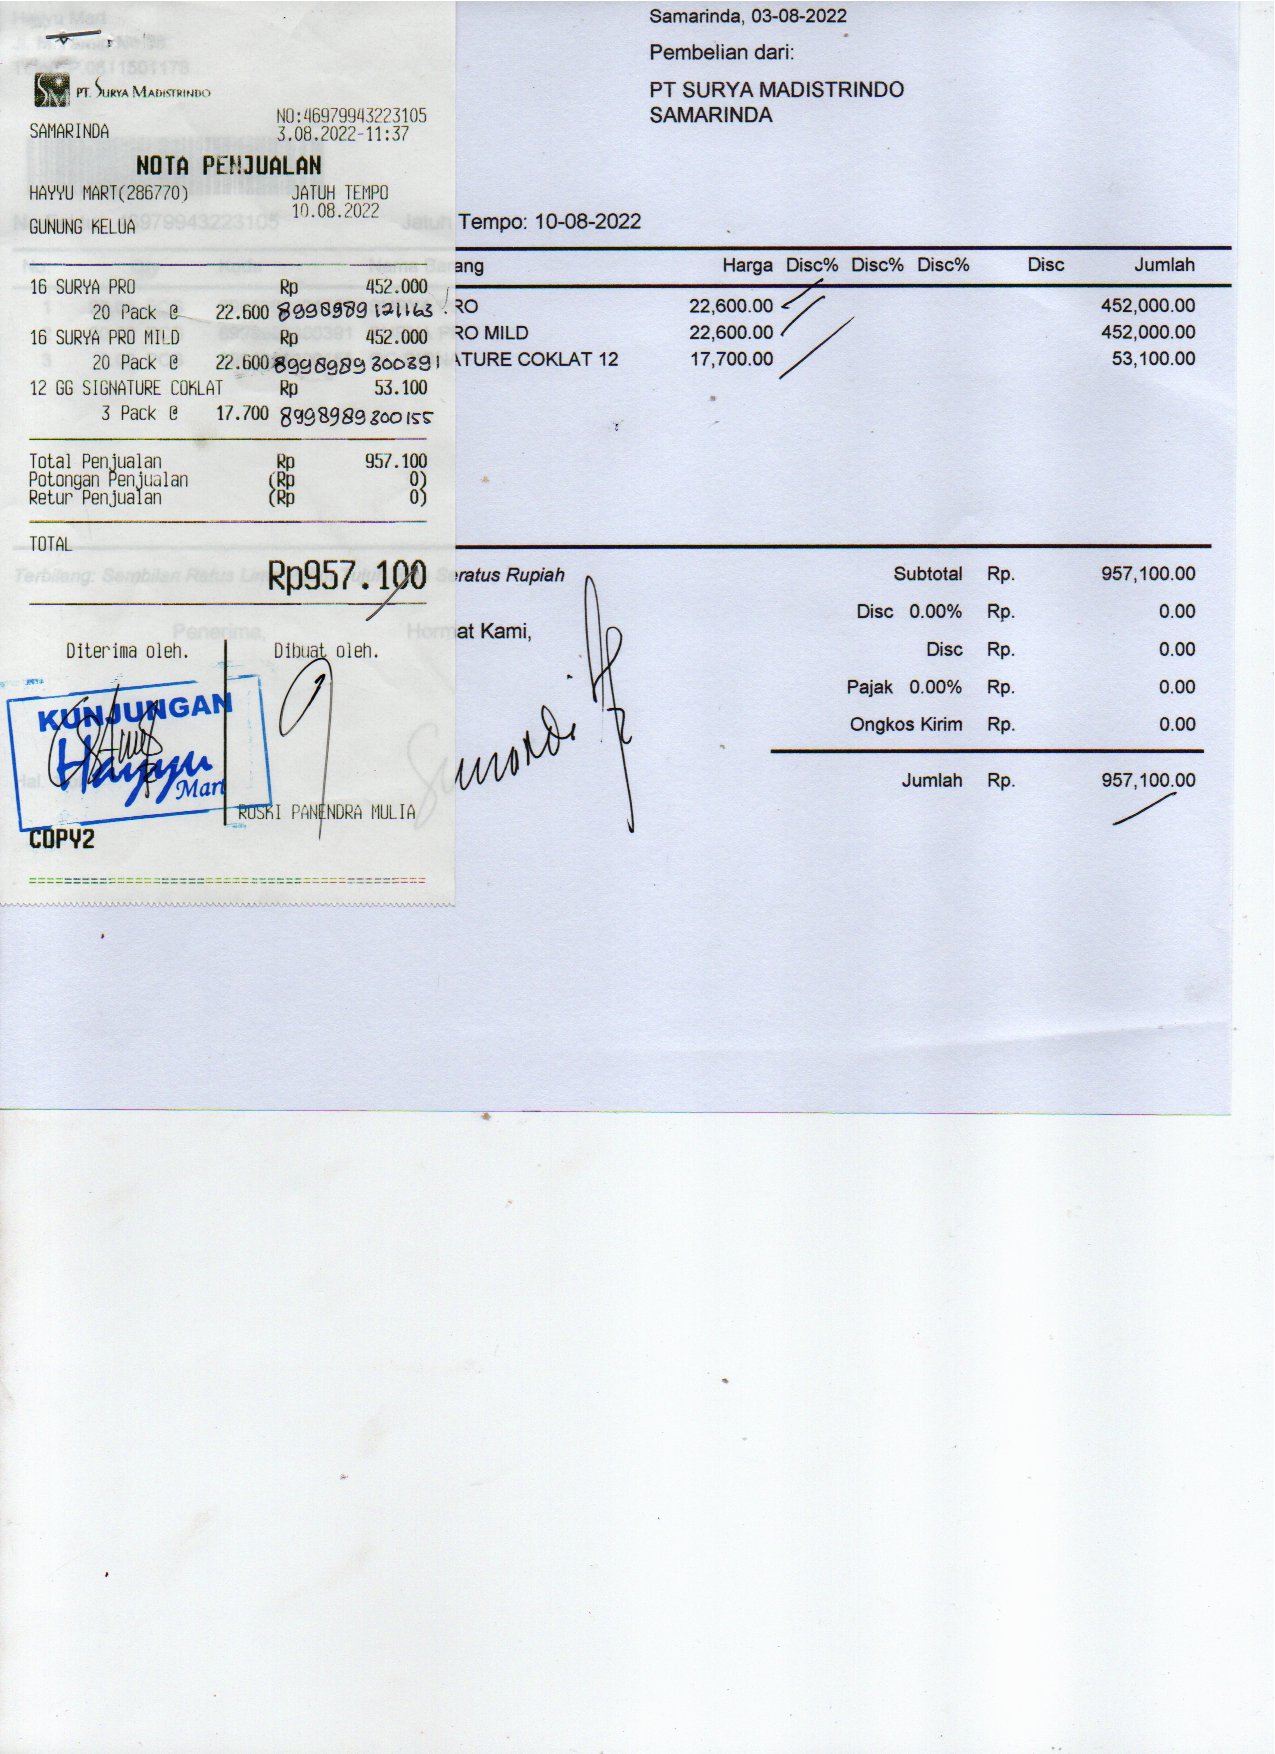 PT. SURYA MADISTRINDO
SAMARINDA
NO:46979943223105
3.08.2022-11:37
NOTA PENJUALAN
HAYYU MART(286770)
JATUH TEMPO
10.08.2022
GUNUNG KELUA
16 SURYA PRO Rp 452.000
20 Pack @ 22.600 8998989121163
16 SURYA PRO MILD Rp 452.000
20 Pack @ 22.600 8998989300391
12 GG SIGNATURE COKLAT Rp 53.100
3 Pack @ 17.700 8998989300155
Total Penjualan Rp 957.100
Potongan Penjualan (Rp 0)
Retur Penjualan (Rp 0)
TOTAL
Rp957.100
Diterima oleh. Dibuat oleh.
KUNJUNGAN
Hayyu
Mart
ROSKI PANENDRA MULIA
COPY2
Samarinda, 03-08-2022
Pembelian dari:
PT SURYA MADISTRINDO
SAMARINDA
Tempo: 10-08-2022
ang Harga Disc% Disc% Disc% Disc Jumlah
RO 22,600.00 452,000.00
RO MILD 22,600.00 452,000.00
ATURE COKLAT 12 17,700.00 53,100.00
ratus Rupiah
at Kami,
Subtotal Rp. 957,100.00
Disc 0.00% Rp. 0.00
Disc Rp. 0.00
Pajak 0.00% Rp. 0.00
Ongkos Kirim Rp. 0.00
Jumlah Rp. 957,100.00